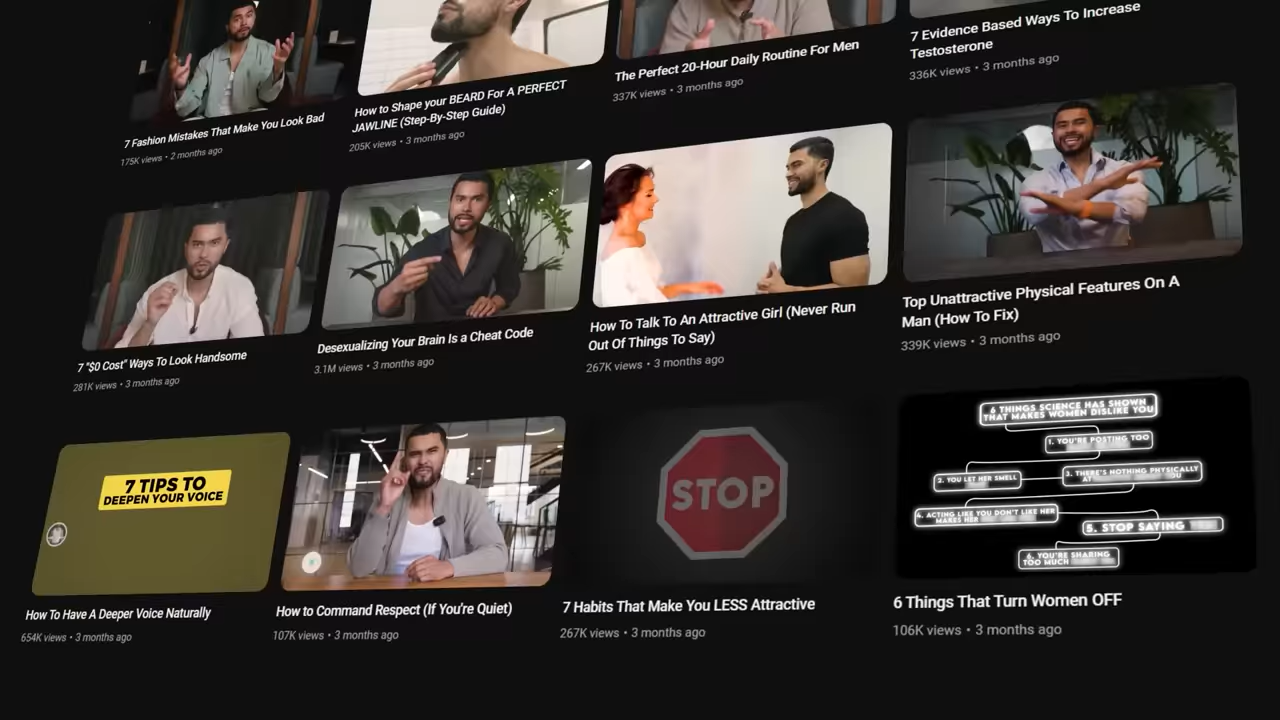 7 Fashion Mistakes That Make You Look Bad
175K views • 2 months ago
How to Shape your BEARD For A PERFECT
JAWLINE (Step-By-Step Guide)
205K views • 3 months ago
The Perfect 20-Hour Daily Routine For Men
337K views • 3 months ago
7 Evidence Based Ways To Increase
Testosterone
336K views • 3 months ago
7 "$0 Cost" Ways To Look Handsome
281K views • 3 months ago
Desexualizing Your Brain Is a Cheat Code
3.1M views • 3 months ago
How To Talk To An Attractive Girl (Never Run
Out Of Things To Say)
267K views • 3 months ago
Top Unattractive Physical Features On A
Man (How To Fix)
339K views • 3 months ago
7 TIPS TO
DEEPEN YOUR VOICE
How To Have A Deeper Voice Naturally
654K views • 3 months ago
How to Command Respect (If You're Quiet)
107K views • 3 months ago
STOP
7 Habits That Make You LESS Attractive
267K views • 3 months ago
6 THINGS SCIENCE HAS SHOWN
THAT MAKES WOMEN DISLIKE YOU
1. YOU'RE POSTING TOO
2. YOU LET HER SMELL
3. THERE'S NOTHING PHYSICALLY
AT
4. ACTING LIKE YOU DON'T LIKE HER
MAKES HER
5. STOP SAYING
6. YOU'RE SHARING
TOO MUCH
6 Things That Turn Women OFF
106K views • 3 months ago